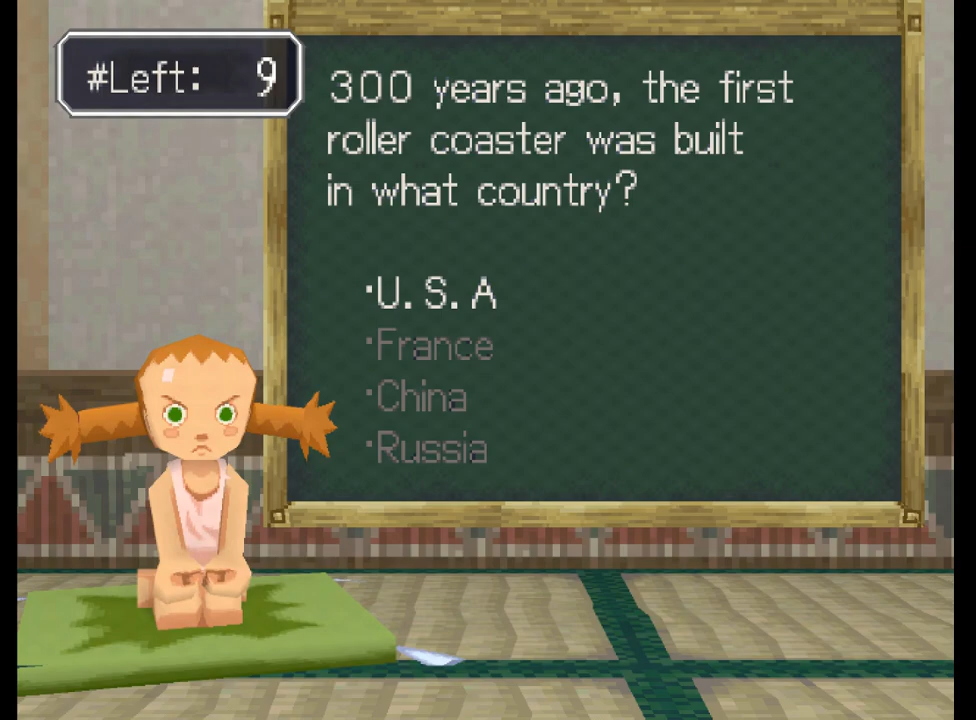 #Left: 9
300 years ago, the first
roller coaster was built
in what country?
·U.S.A
·France
·China
·Russia